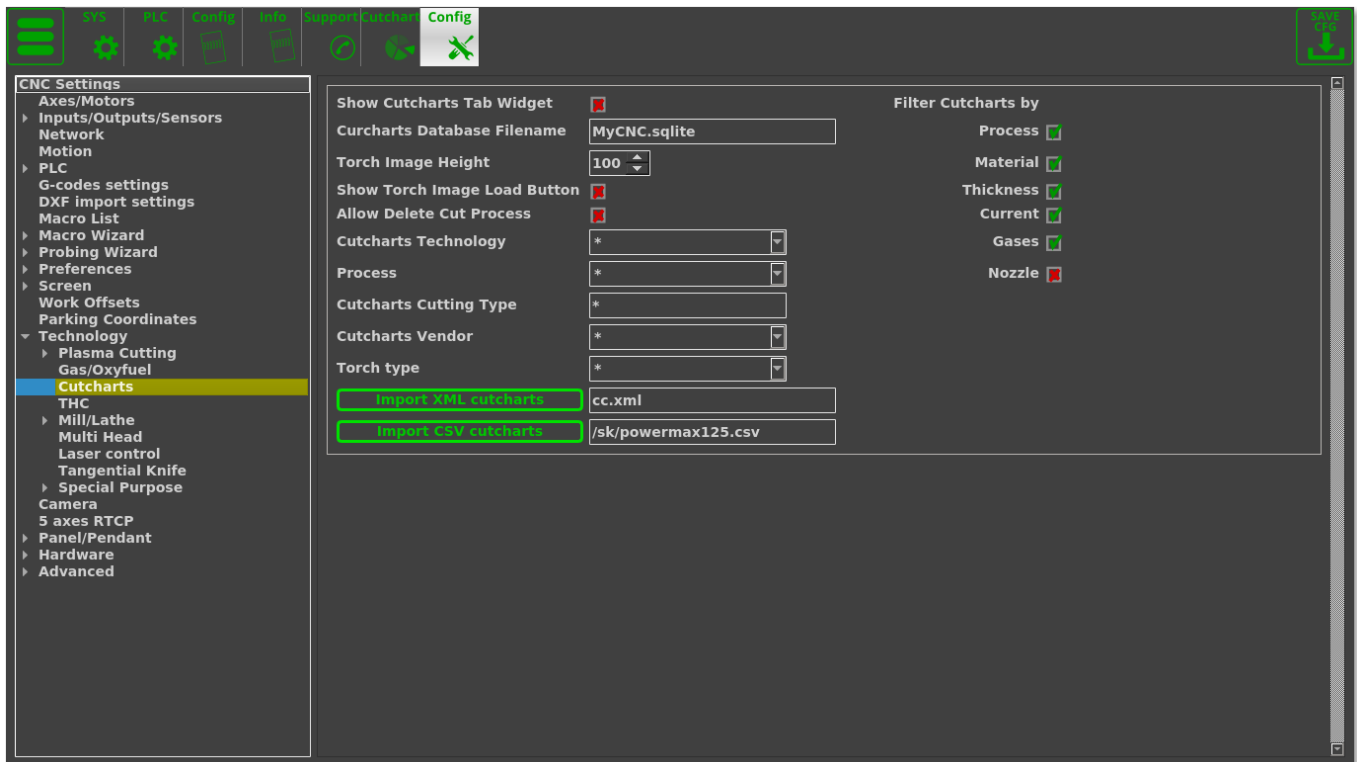 SYS PLC Config Info Support Cutchart Config SAVE
CFG
CNC Settings
Axes/Motors
Inputs/Outputs/Sensors
Network
Motion
PLC
G-codes settings
DXF import settings
Macro List
Macro Wizard
Probing Wizard
Preferences
Screen
Work Offsets
Parking Coordinates
Technology
Plasma Cutting
Gas/Oxyfuel
Cutcharts
THC
Mill/Lathe
Multi Head
Laser control
Tangential Knife
Special Purpose
Camera
5 axes RTCP
Panel/Pendant
Hardware
Advanced
Show Cutcharts Tab Widget
Curcharts Database Filename MyCNC.sqlite
Torch Image Height 100
Show Torch Image Load Button
Allow Delete Cut Process
Cutcharts Technology *
Process *
Cutcharts Cutting Type *
Cutcharts Vendor *
Torch type *
Import XML cutcharts cc.xml
Import CSV cutcharts /sk/powermax125.csv
Filter Cutcharts by
Process
Material
Thickness
Current
Gases
Nozzle